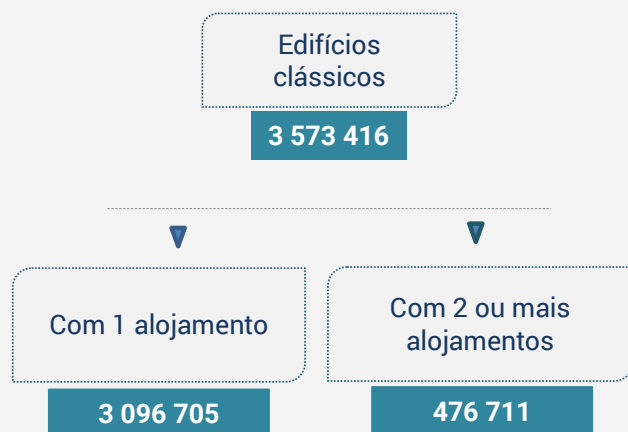 Edifícios
clássicos
3 573 416
Com 1 alojamento
3 096 705
Com 2 ou mais
alojamentos
476 711